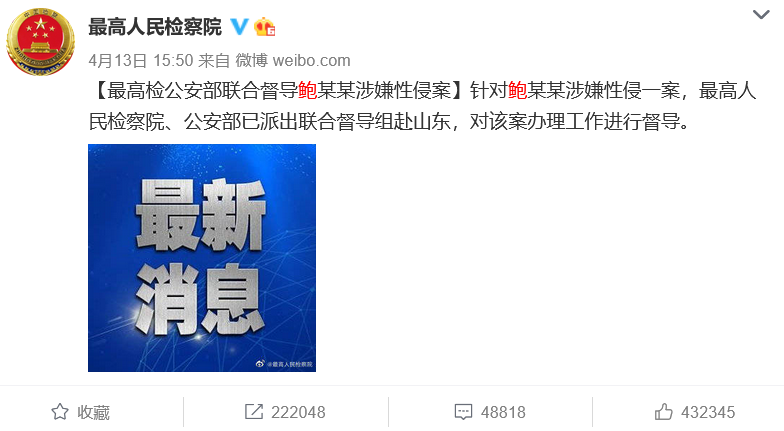 最高人民检察院
4月13日 15:50 来自 微博 weibo.com
【最高检公安部联合督导鲍某某涉嫌性侵案】针对鲍某某涉嫌性侵一案，最高人
民检察院、公安部已派出联合督导组赴山东，对该案办理工作进行督导。
最新
消息
@最高人民检察院
收藏 222048 48818 432345